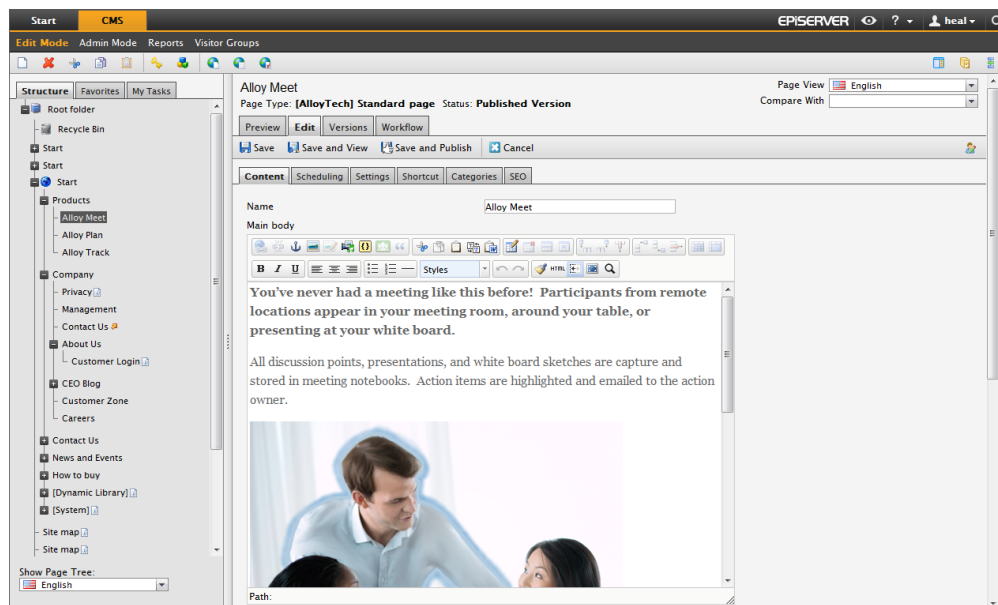 Start CMS EPiSERVER ? heal
Edit Mode Admin Mode Reports Visitor Groups
Structure Favorites My Tasks
Root folder
Recycle Bin
Start
Start
Start
Products
Alloy Meet
Alloy Plan
Alloy Track
Company
Privacy
Management
Contact Us
About Us
Customer Login
CEO Blog
Customer Zone
Careers
Contact Us
News and Events
How to buy
[Dynamic Library]
[System]
Site map
Site map
Show Page Tree:
English
Alloy Meet
Page Type: [AlloyTech] Standard page Status: Published Version
Page View English
Compare With
Preview Edit Versions Workflow
Save Save and View Save and Publish Cancel
Content Scheduling Settings Shortcut Categories SEO
Name Alloy Meet
Main body
B I U Styles HTML
You've never had a meeting like this before! Participants from remote
locations appear in your meeting room, around your table, or
presenting at your white board.
All discussion points, presentations, and white board sketches are capture and
stored in meeting notebooks. Action items are highlighted and emailed to the action
owner.
Path: